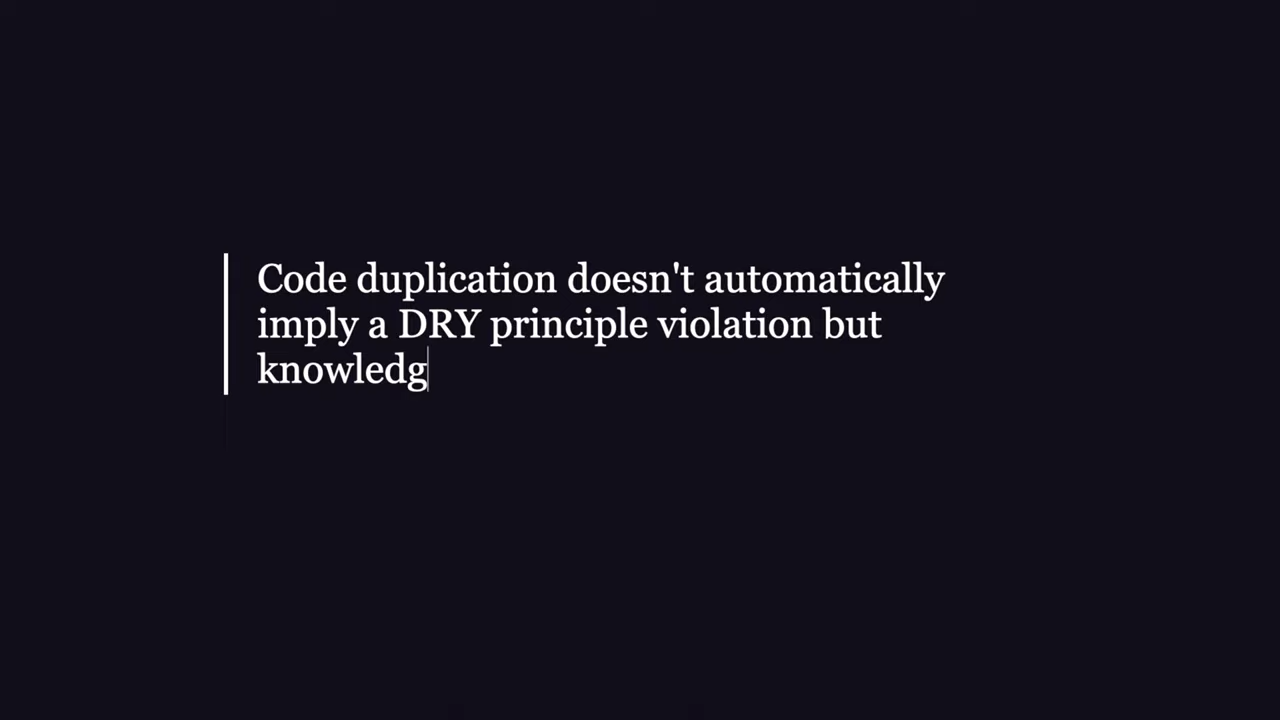 Code duplication doesn't automatically
imply a DRY principle violation but
knowledg